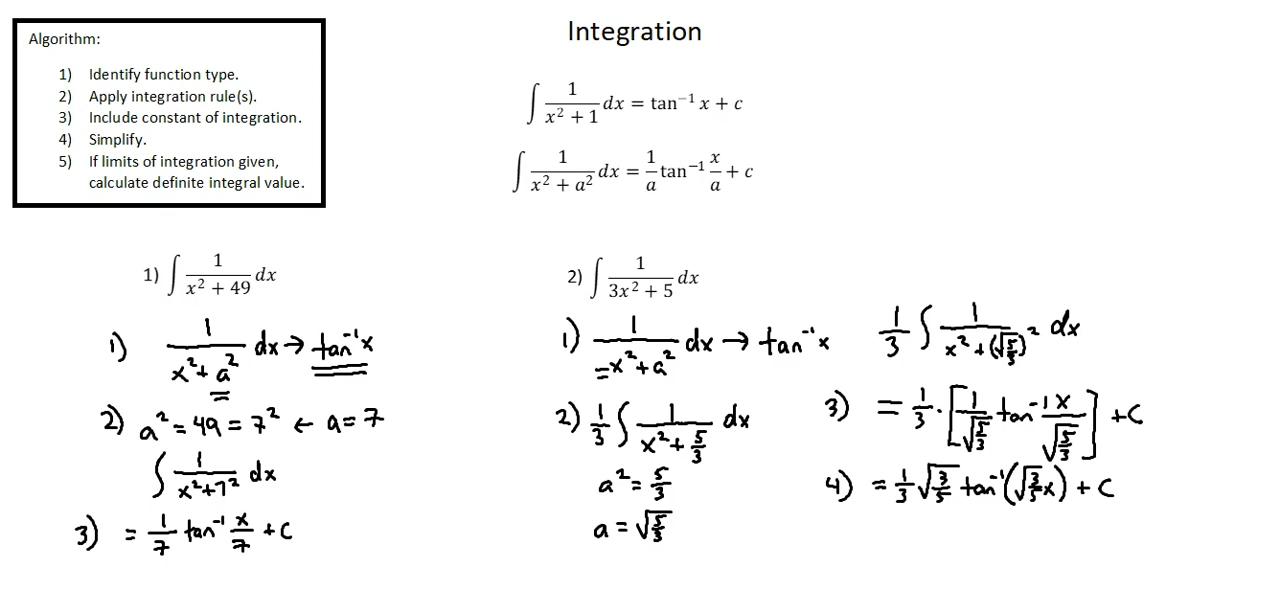 Integration
Algorithm:
1) Identify function type.
2) Apply integration rule(s).
3) Include constant of integration.
4) Simplify.
5) If limits of integration given,
calculate definite integral value.
∫ 1/(x² + 1) dx = tan⁻¹ x + c
∫ 1/(x² + a²) dx = 1/a tan⁻¹ x/a + c
1) ∫ 1/(x² + 49) dx
1) 1/(x² + a²) dx → tan⁻¹x
2) a² = 49 = 7² ← a = 7
∫ 1/(x² + 7²) dx
3) = 1/7 tan⁻¹ x/7 + C
2) ∫ 1/(3x² + 5) dx
1) 1/(=x² + a²) dx → tan⁻¹x
2) 1/3 ∫ 1/(x² + 5/3) dx
a² = 5/3
a = √(5/3)
1/3 ∫ 1/(x² + (√(5/3))²) dx
3) = 1/3 · [1/√(5/3) tan⁻¹ x/√(5/3)] + C
4) = 1/3 √(3/5) tan⁻¹(√(3/5)x) + C